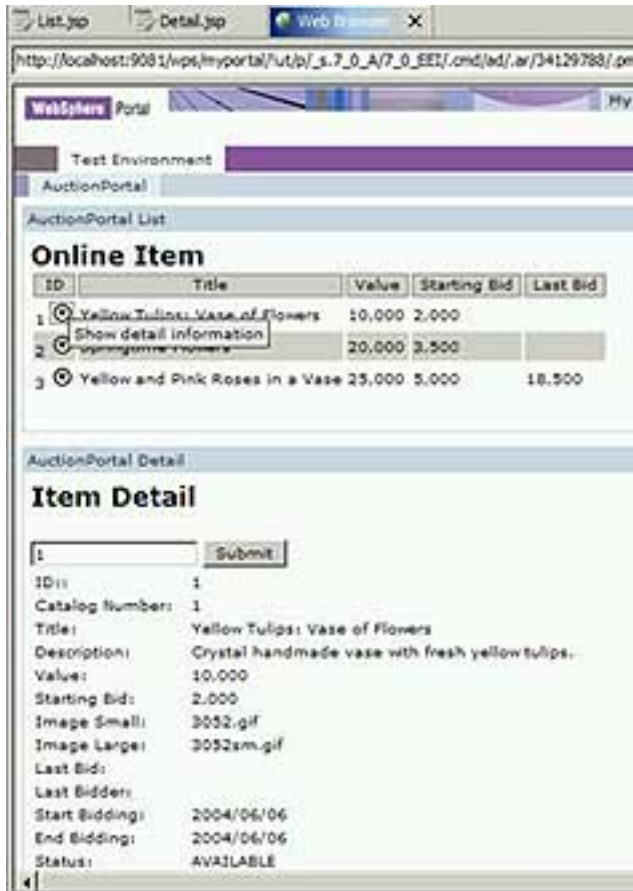 List.jsp Detail.jsp Web Browser
http://localhost:9081/wps/myportal/!ut/p/_s.7_0_A/7_0_EEI/.cmd/ad/.ar/34129788/.pm
WebSphere Portal My
Test Environment
AuctionPortal
AuctionPortal List
Online Item
ID Title Value Starting Bid Last Bid
1 Yellow Tulips: Vase of Flowers 10,000 2,000
Show detail information
2 Springtime Flowers 20,000 3,500
3 Yellow and Pink Roses in a Vase 25,000 5,000 18,500
AuctionPortal Detail
Item Detail
1 Submit
ID:: 1
Catalog Number: 1
Title: Yellow Tulips: Vase of Flowers
Description: Crystal handmade vase with fresh yellow tulips.
Value: 10,000
Starting Bid: 2,000
Image Small: 3052.gif
Image Large: 3052sm.gif
Last Bid:
Last Bidder:
Start Bidding: 2004/06/06
End Bidding: 2004/06/06
Status: AVAILABLE